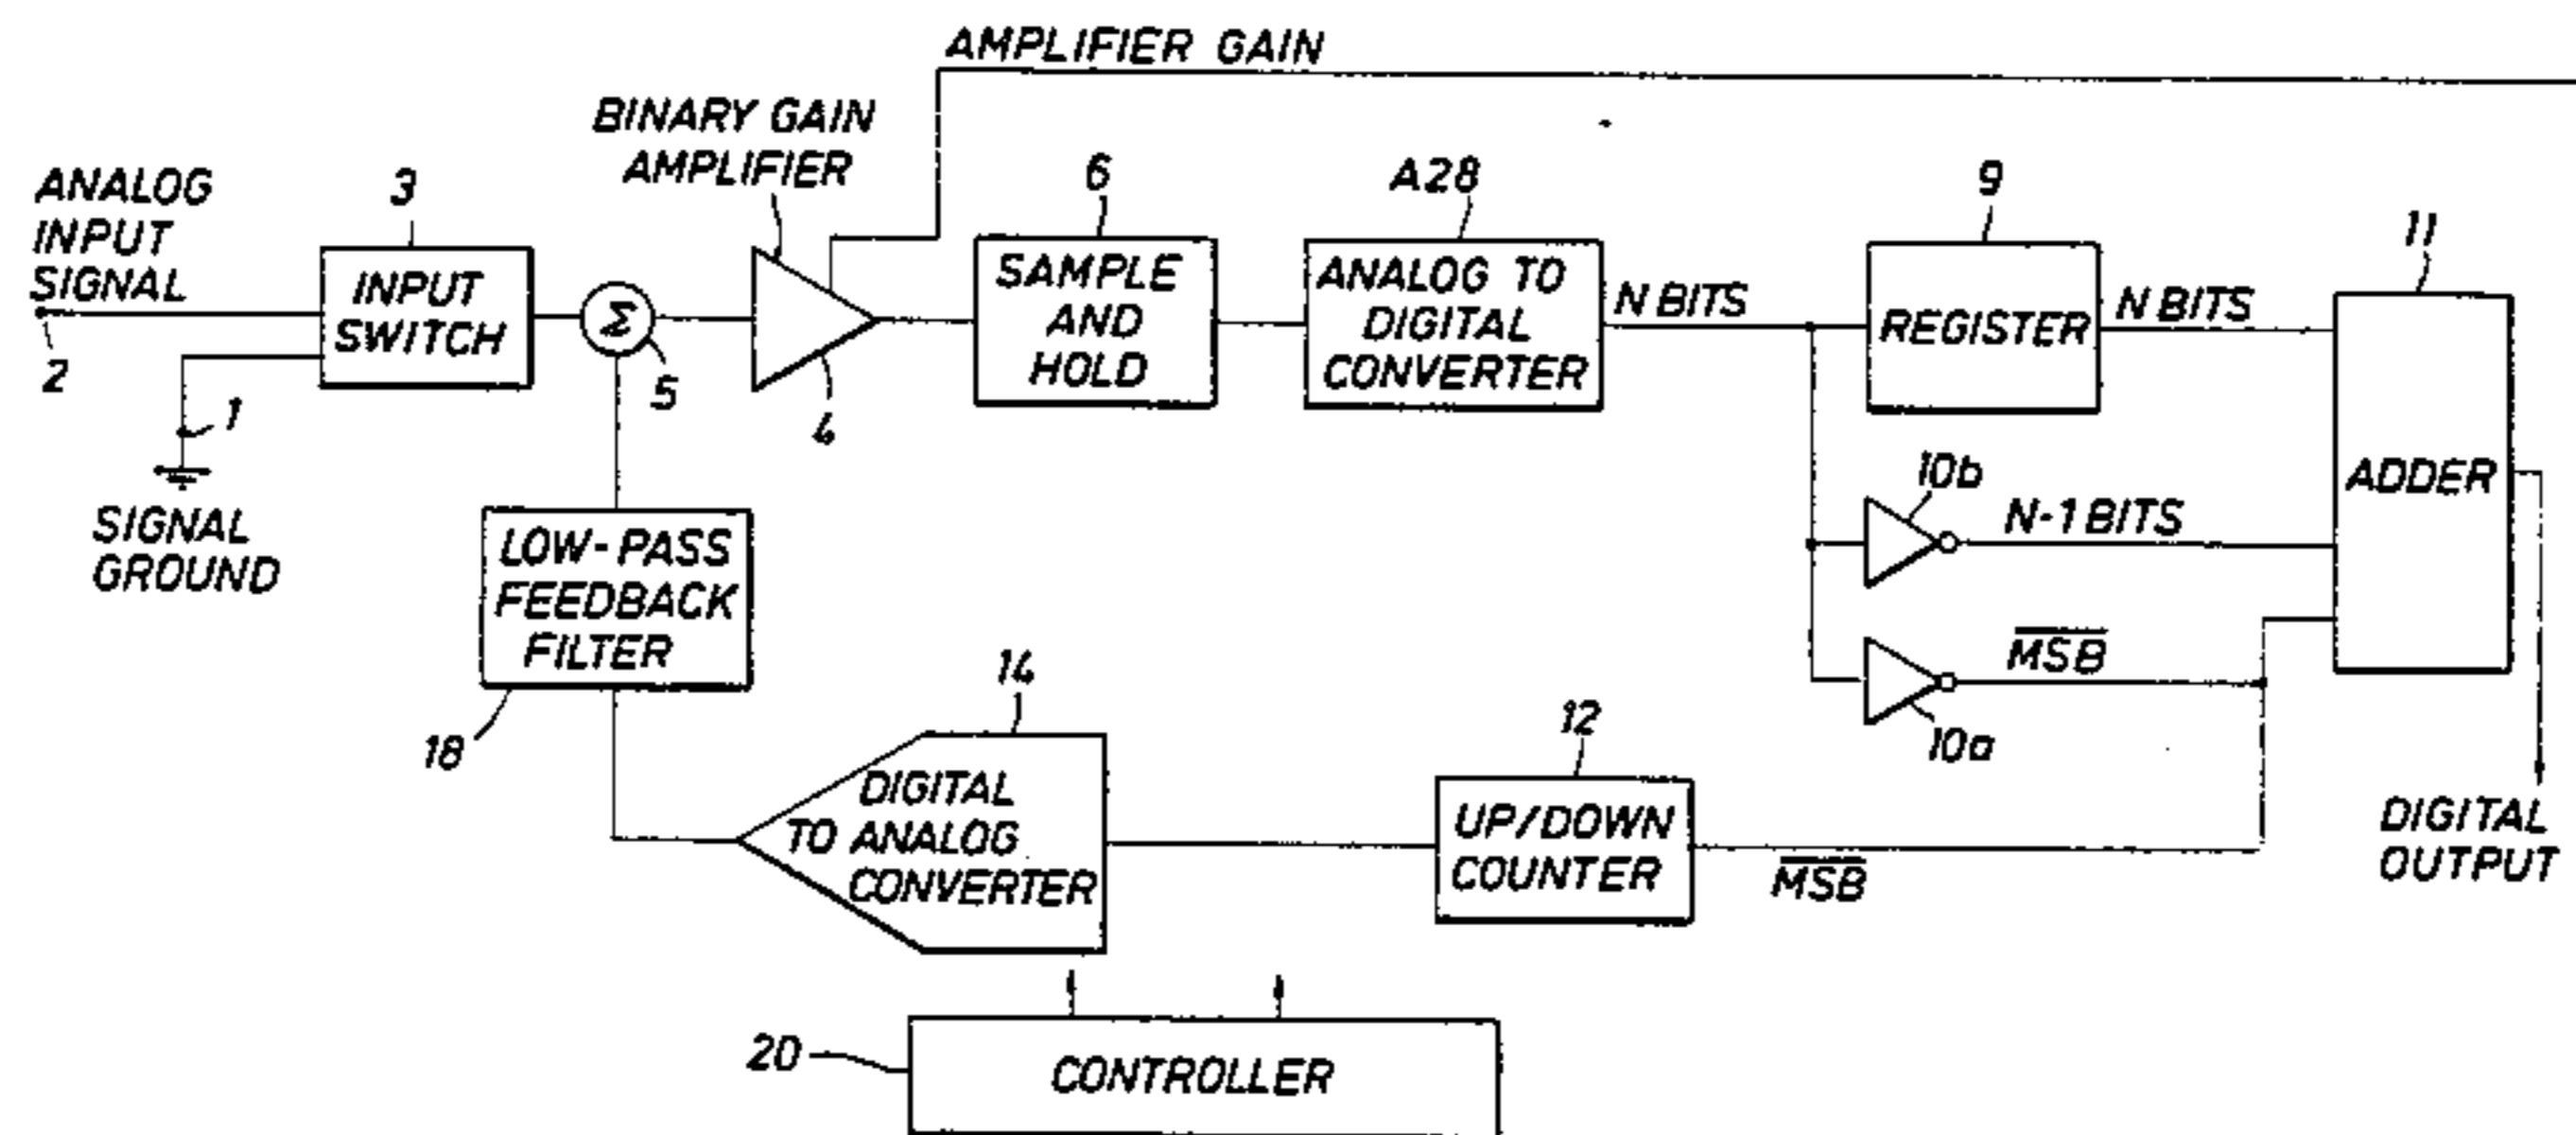 AMPLIFIER GAIN
BINARY GAIN
AMPLIFIER
ANALOG
INPUT
SIGNAL
2
3
INPUT
SWITCH
1
SIGNAL
GROUND
Σ
5
4
6
SAMPLE
AND
HOLD
A28
ANALOG TO
DIGITAL
CONVERTER
N BITS
9
REGISTER
N BITS
11
ADDER
10b
N-1 BITS
10a
M̅S̅B̅
LOW-PASS
FEEDBACK
FILTER
18
14
DIGITAL
TO ANALOG
CONVERTER
12
UP/DOWN
COUNTER
M̅S̅B̅
DIGITAL
OUTPUT
20
CONTROLLER